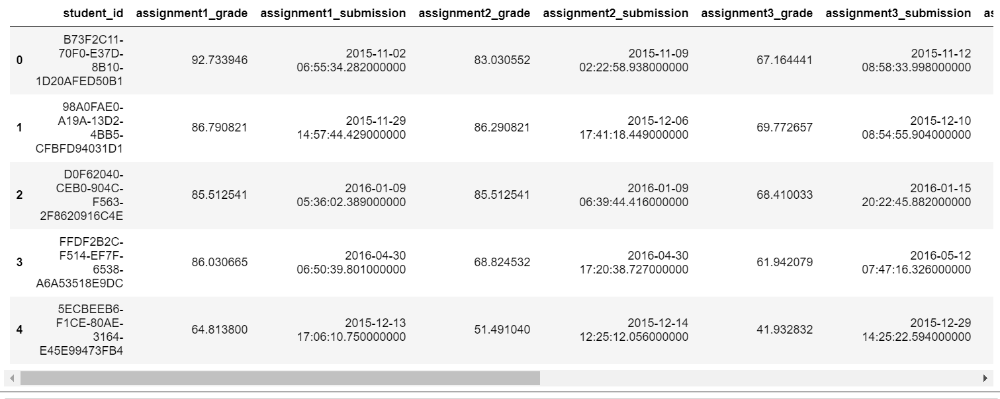 student_id assignment1_grade assignment1_submission assignment2_grade assignment2_submission assignment3_grade assignment3_submission as
B73F2C11-
70F0-E37D- 2015-11-02 2015-11-09 2015-11-12
0 92.733946 83.030552 67.164441
8B10- 06:55:34.282000000 02:22:58.938000000 08:58:33.998000000
1D20AFED50B1
98A0FAE0-
A19A-13D2- 2015-11-29 2015-12-06 2015-12-10
1 86.790821 86.290821 69.772657
4BB5- 14:57:44.429000000 17:41:18.449000000 08:54:55.904000000
CFBFD94031D1
D0F62040-
CEB0-904C- 2016-01-09 2016-01-09 2016-01-15
2 85.512541 85.512541 68.410033
F563- 05:36:02.389000000 06:39:44.416000000 20:22:45.882000000
2F8620916C4E
FFDF2B2C-
F514-EF7F- 2016-04-30 2016-04-30 2016-05-12
3 86.030665 68.824532 61.942079
6538- 06:50:39.801000000 17:20:38.727000000 07:47:16.326000000
A6A53518E9DC
5ECBEEB6-
F1CE-80AE- 2015-12-13 2015-12-14 2015-12-29
4 64.813800 51.491040 41.932832
3164- 17:06:10.750000000 12:25:12.056000000 14:25:22.594000000
E45E99473FB4